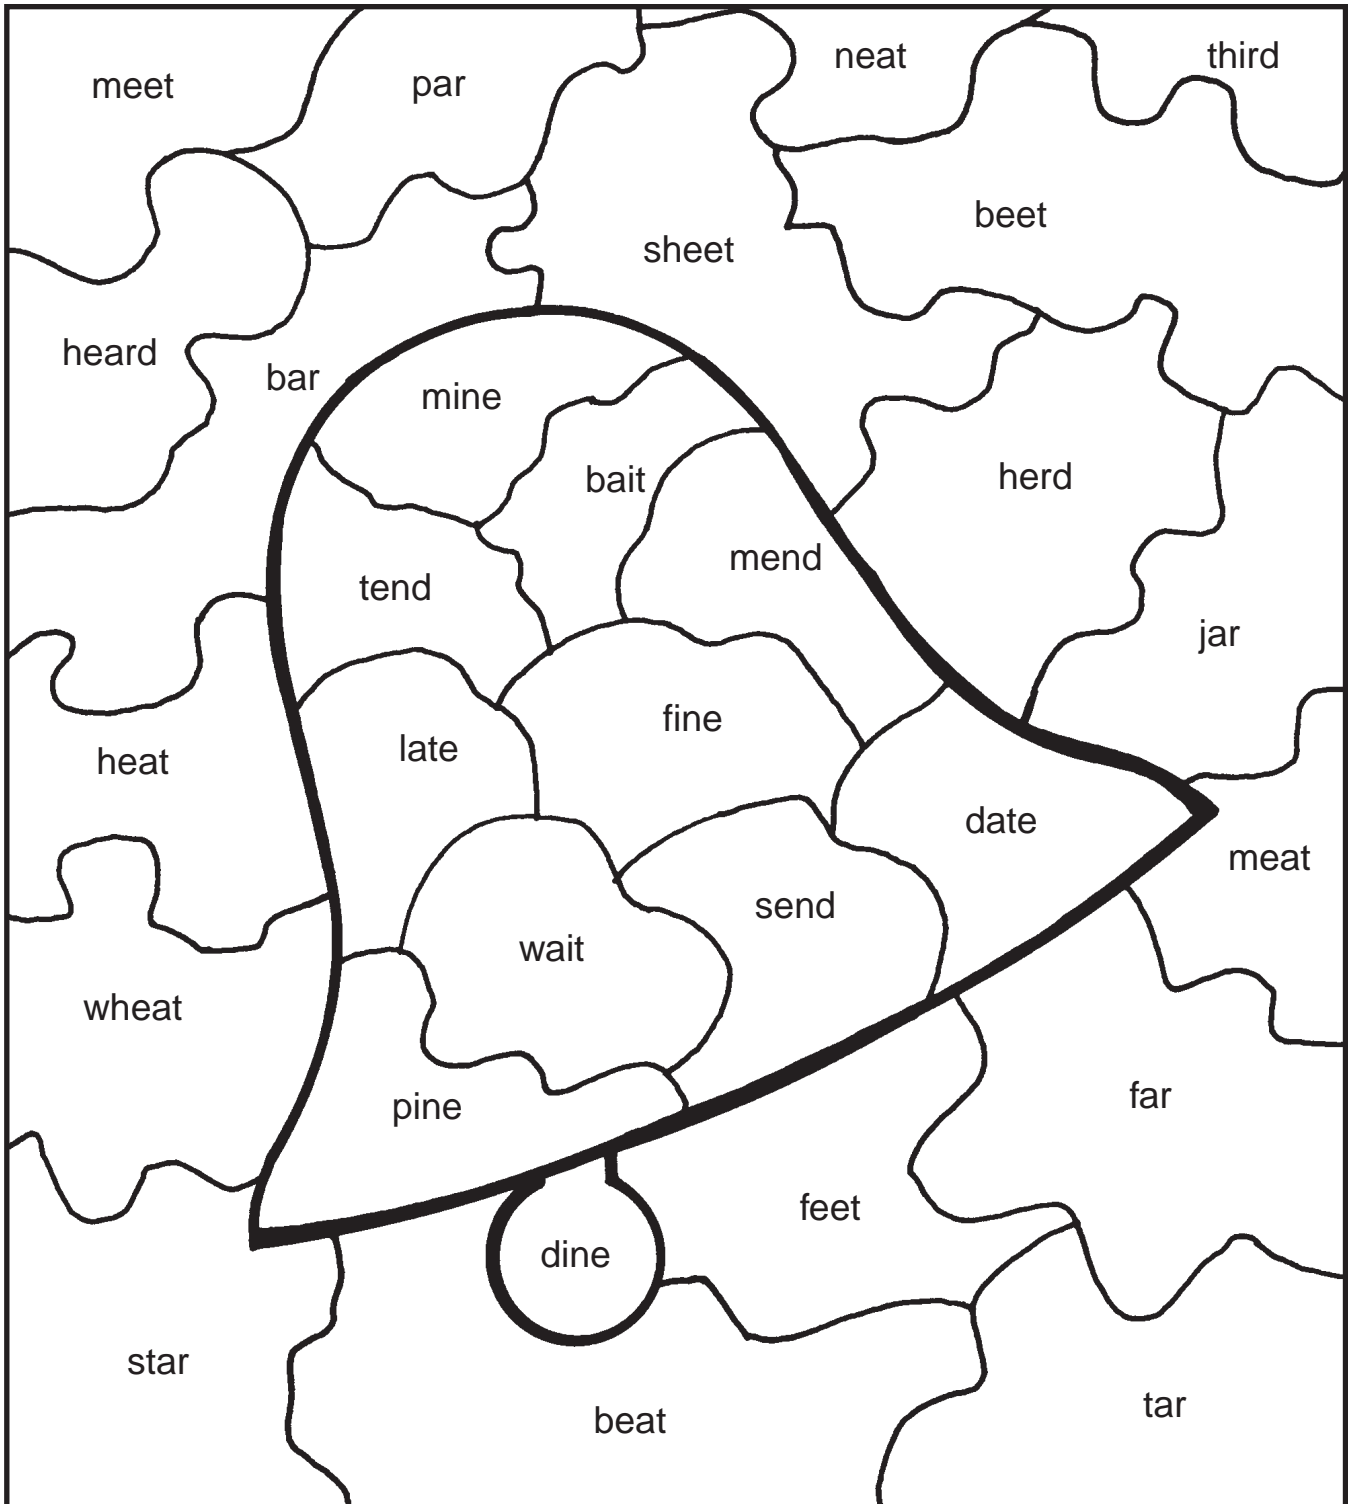 meet
par
neat
third
beet
sheet
heard
bar
mine
bait
herd
mend
tend
jar
fine
late
heat
date
meat
send
wait
wheat
far
pine
feet
dine
star
tar
beat